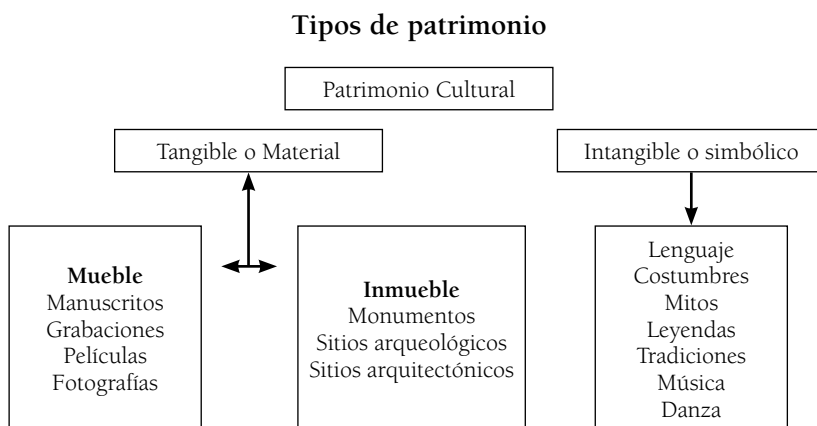 Tipos de patrimonio
Patrimonio Cultural
Tangible o Material
Intangible o simbólico
Mueble
Manuscritos
Grabaciones
Películas
Fotografías
Inmueble
Monumentos
Sitios arqueológicos
Sitios arquitectónicos
Lenguaje
Costumbres
Mitos
Leyendas
Tradiciones
Música
Danza